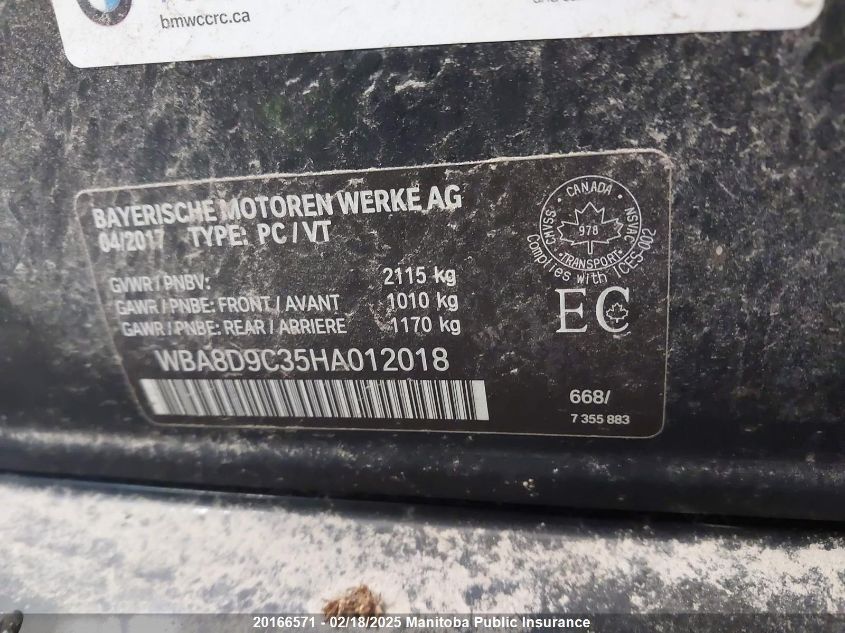 bmwccrc.ca
BAYERISCHE MOTOREN WERKE AG
04/2017 TYPE: PC / VT
GVWR / PNBV: 2115 kg
GAWR / PNBE: FRONT / AVANT 1010 kg
GAWR / PNBE: REAR / ARRIERE 1170 kg
WBA8D9C35HA012018
CANADA
CMVSS
NSVAC
978
TRANSPORT
Complies with ICES-002
EC
668/
7 355 883
20166571 - 02/18/2025 Manitoba Public Insurance